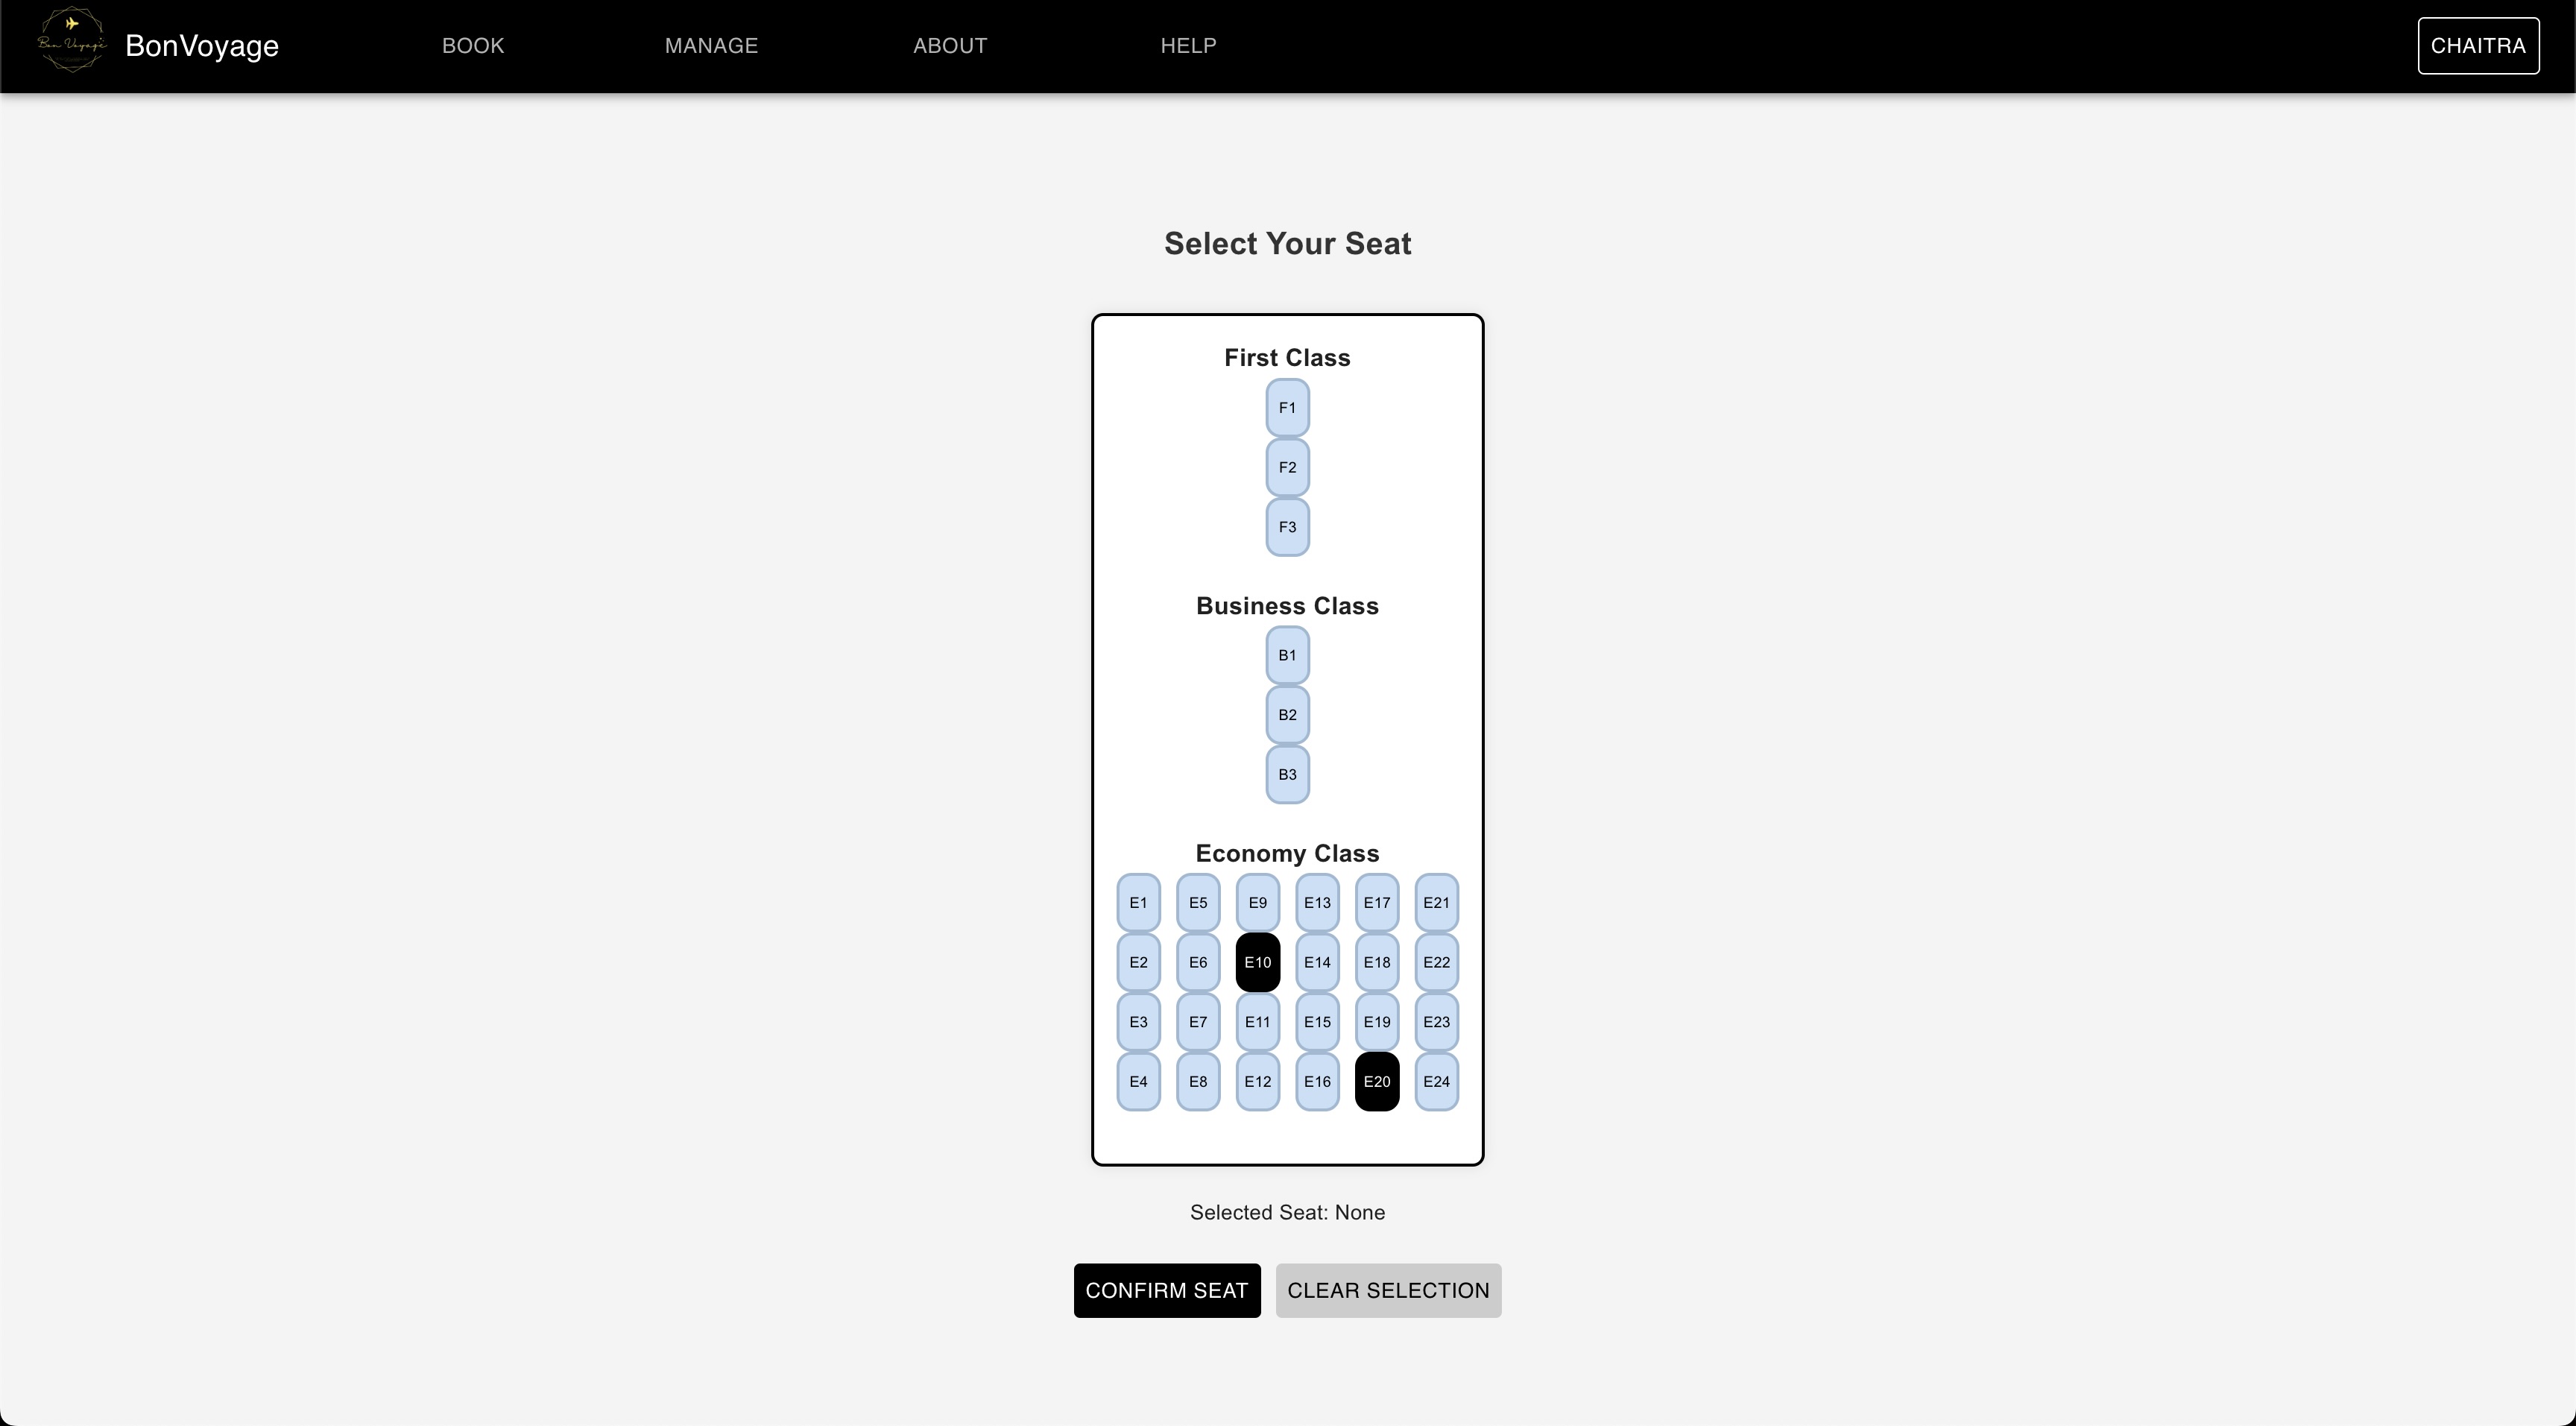 Bon Voyage
BonVoyage
BOOK
MANAGE
ABOUT
HELP
CHAITRA
Select Your Seat
First Class
F1
F2
F3
Business Class
B1
B2
B3
Economy Class
E1 E5 E9 E13 E17 E21
E2 E6 E10 E14 E18 E22
E3 E7 E11 E15 E19 E23
E4 E8 E12 E16 E20 E24
Selected Seat: None
CONFIRM SEAT
CLEAR SELECTION